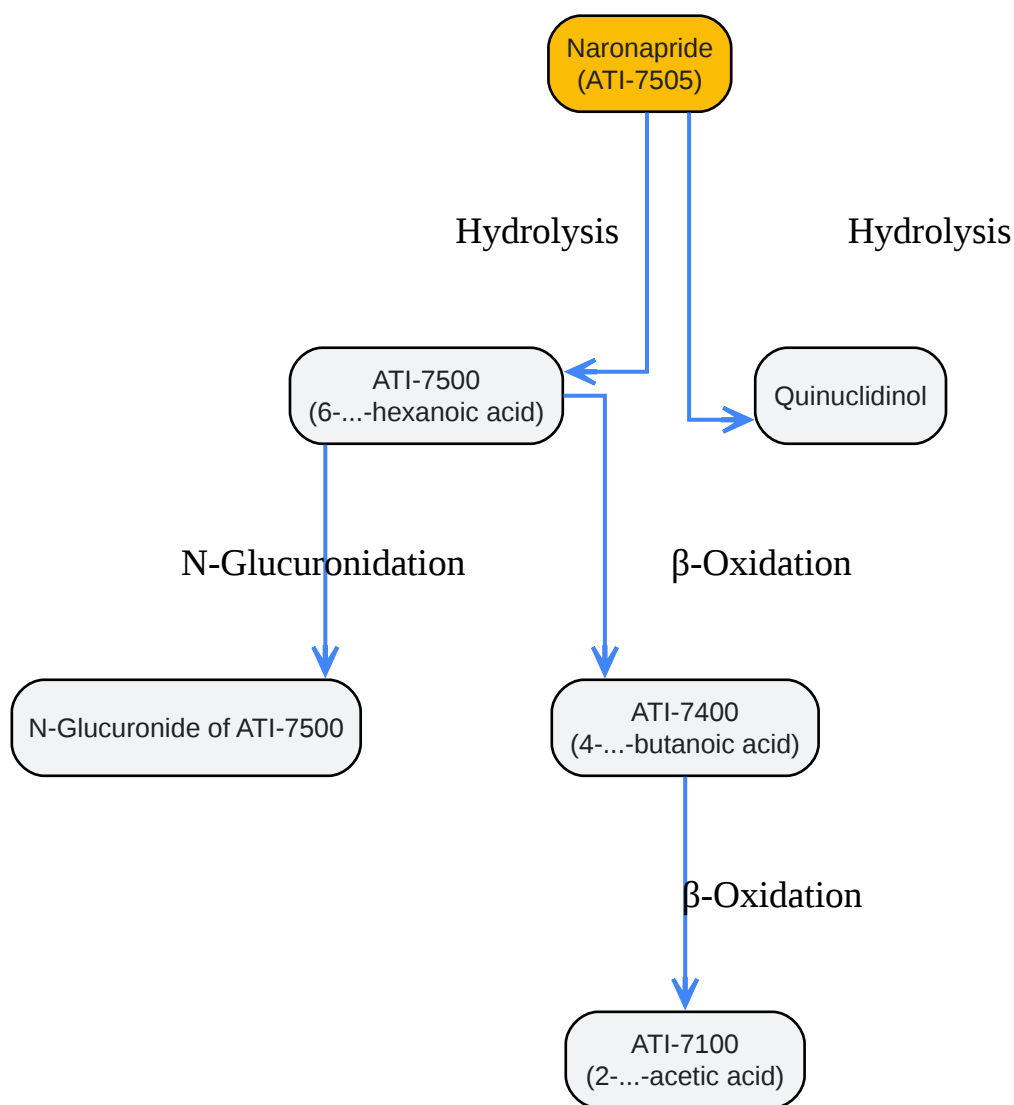 Naronapride
(ATI-7505)
Hydrolysis
Hydrolysis
ATI-7500
(6-...-hexanoic acid)
Quinuclidinol
N-Glucuronidation
β-Oxidation
N-Glucuronide of ATI-7500
ATI-7400
(4-...-butanoic acid)
β-Oxidation
ATI-7100
(2-...-acetic acid)